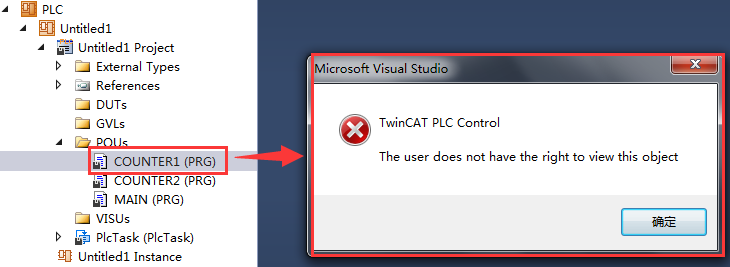 PLC
Untitled1
Untitled1 Project
External Types
References
DUTs
GVLs
POUs
COUNTER1 (PRG)
COUNTER2 (PRG)
MAIN (PRG)
VISUs
PlcTask (PlcTask)
Untitled1 Instance
Microsoft Visual Studio
TwinCAT PLC Control
The user does not have the right to view this object
确定